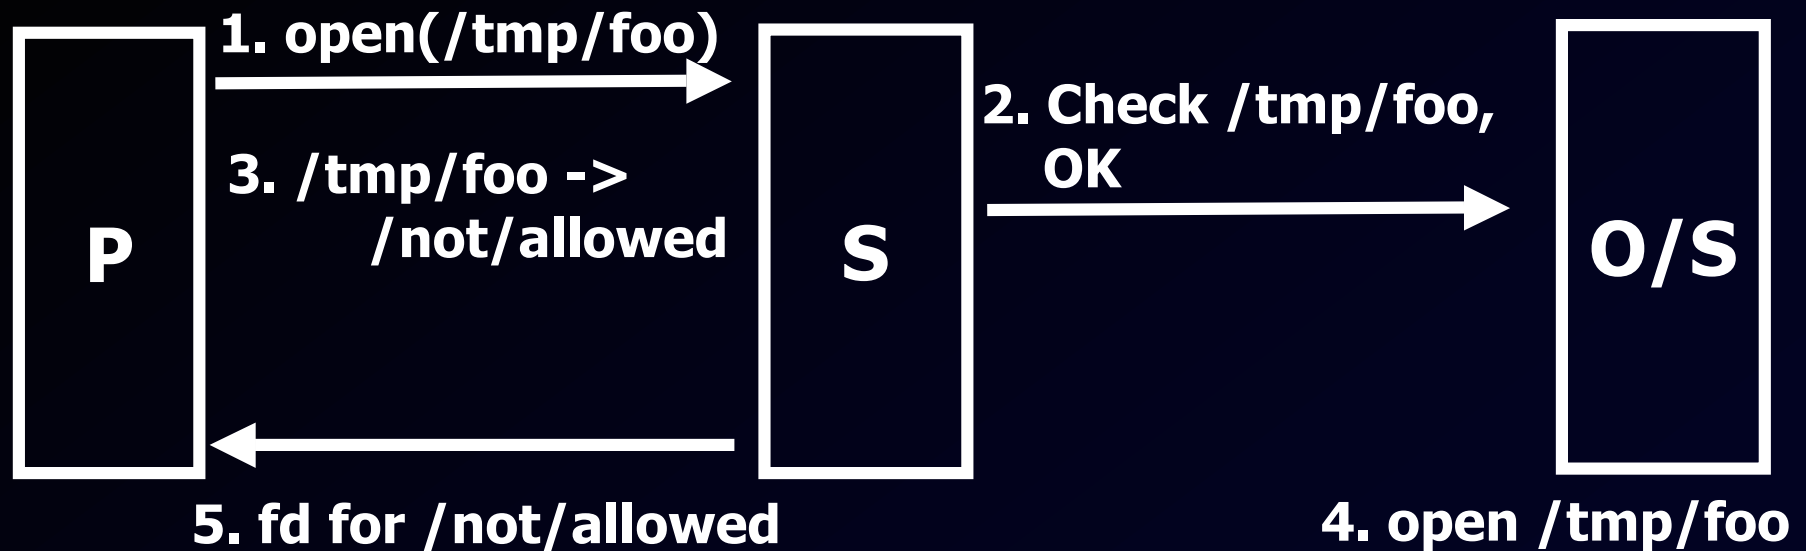 1. open(/tmp/foo)
2. Check /tmp/foo,
OK
3. /tmp/foo ->
/not/allowed
P
S
O/S
5. fd for /not/allowed
4. open /tmp/foo